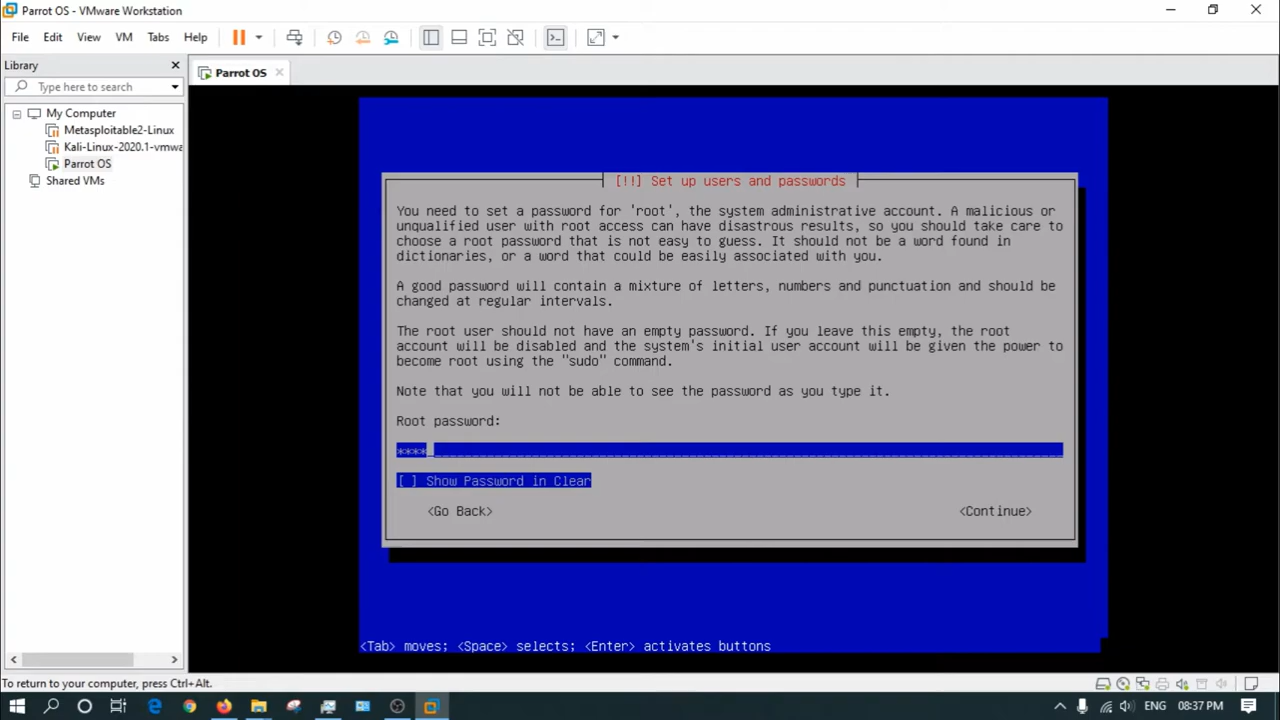 Parrot OS - VMware Workstation
File Edit View VM Tabs Help
Library
Type here to search
My Computer
Metasploitable2-Linux
Kali-Linux-2020.1-vmwa
Parrot OS
Shared VMs
Parrot OS
[!!] Set up users and passwords
You need to set a password for 'root', the system administrative account. A malicious or
unqualified user with root access can have disastrous results, so you should take care to
choose a root password that is not easy to guess. It should not be a word found in
dictionaries, or a word that could be easily associated with you.
A good password will contain a mixture of letters, numbers and punctuation and should be
changed at regular intervals.
The root user should not have an empty password. If you leave this empty, the root
account will be disabled and the system's initial user account will be given the power to
become root using the "sudo" command.
Note that you will not be able to see the password as you type it.
Root password:
****
[ ] Show Password in Clear
<Go Back> <Continue>
<Tab> moves; <Space> selects; <Enter> activates buttons
To return to your computer, press Ctrl+Alt.
ENG 08:37 PM